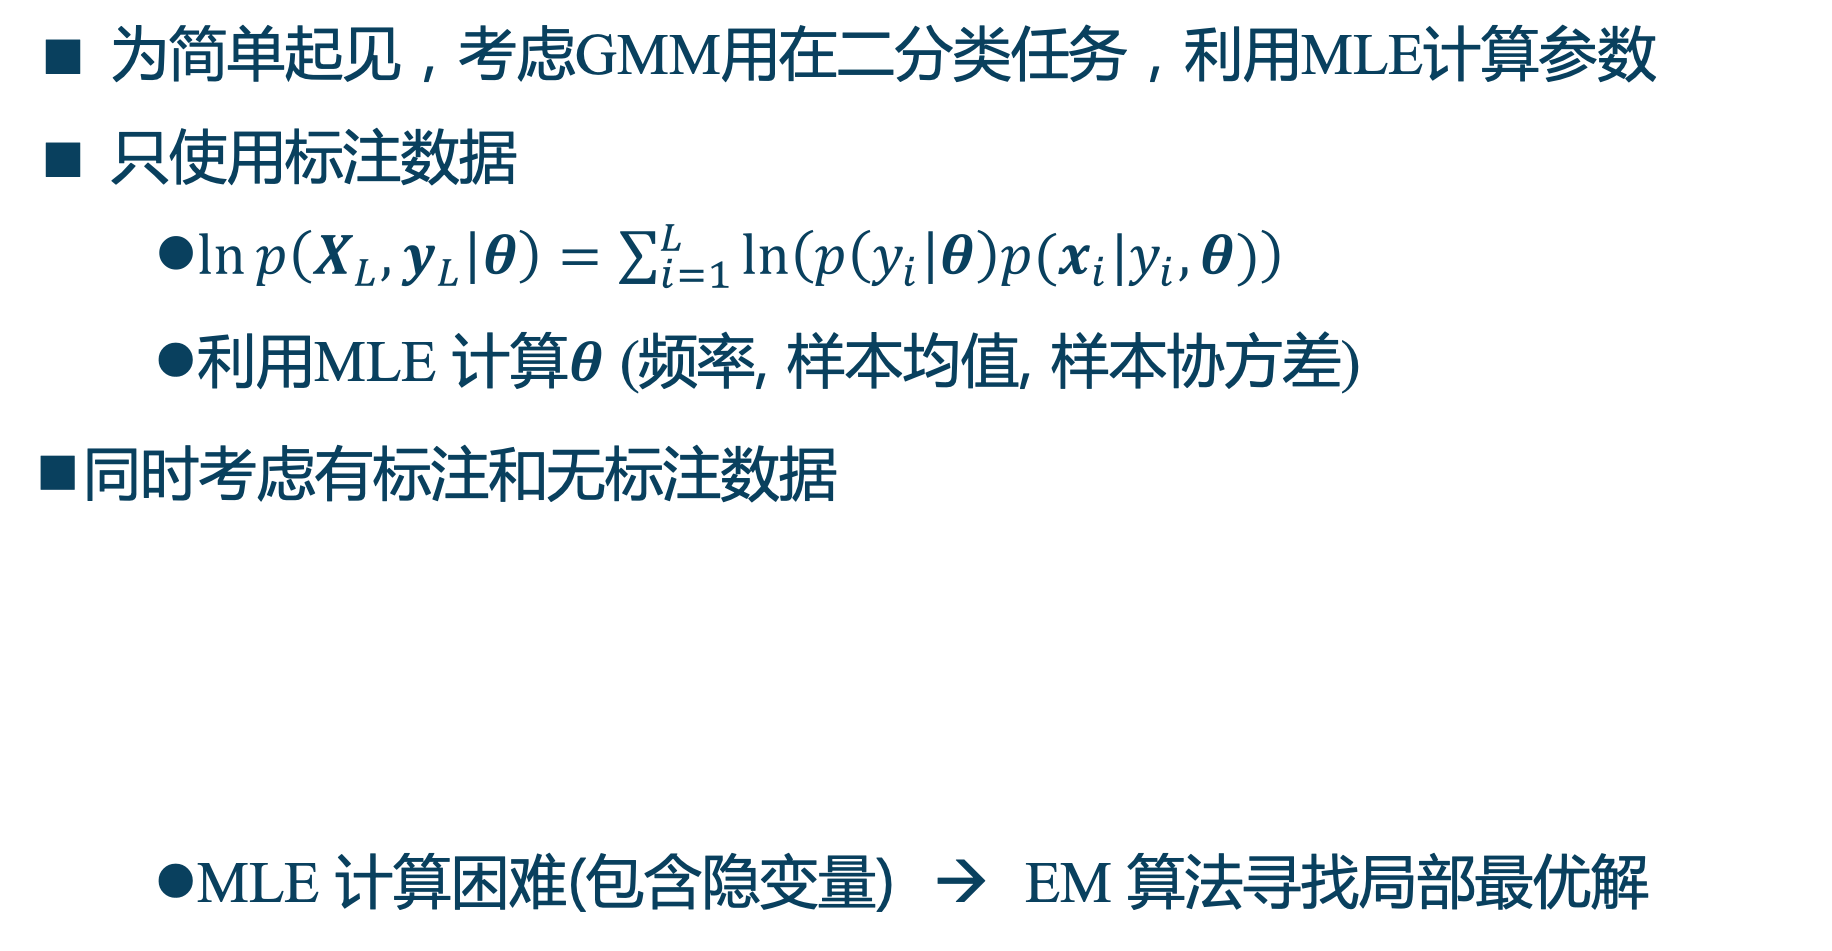 ■ 为简单起见，考虑GMM用在二分类任务，利用MLE计算参数
■ 只使用标注数据
●ln p(X_L, y_L|θ) = ∑_{i=1}^{L} ln(p(y_i|θ)p(x_i|y_i, θ))
●利用MLE 计算θ (频率, 样本均值, 样本协方差)
■同时考虑有标注和无标注数据
●MLE 计算困难(包含隐变量) → EM 算法寻找局部最优解